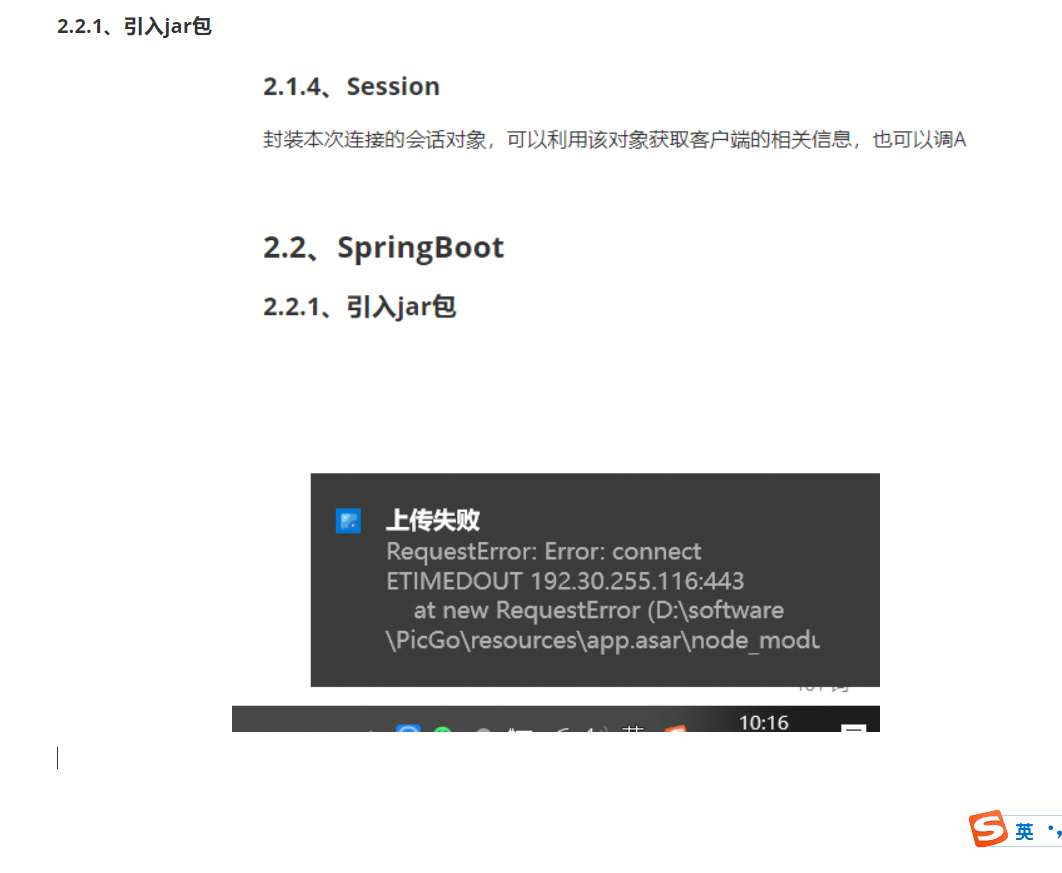 2.2.1、引入jar包
2.1.4、Session
封装本次连接的会话对象，可以利用该对象获取客户端的相关信息，也可以调A
2.2、SpringBoot
2.2.1、引入jar包
上传失败
RequestError: Error: connect
ETIMEDOUT 192.30.255.116:443
at new RequestError (D:\software
\PicGo\resources\app.asar\node_modu
10:16
英